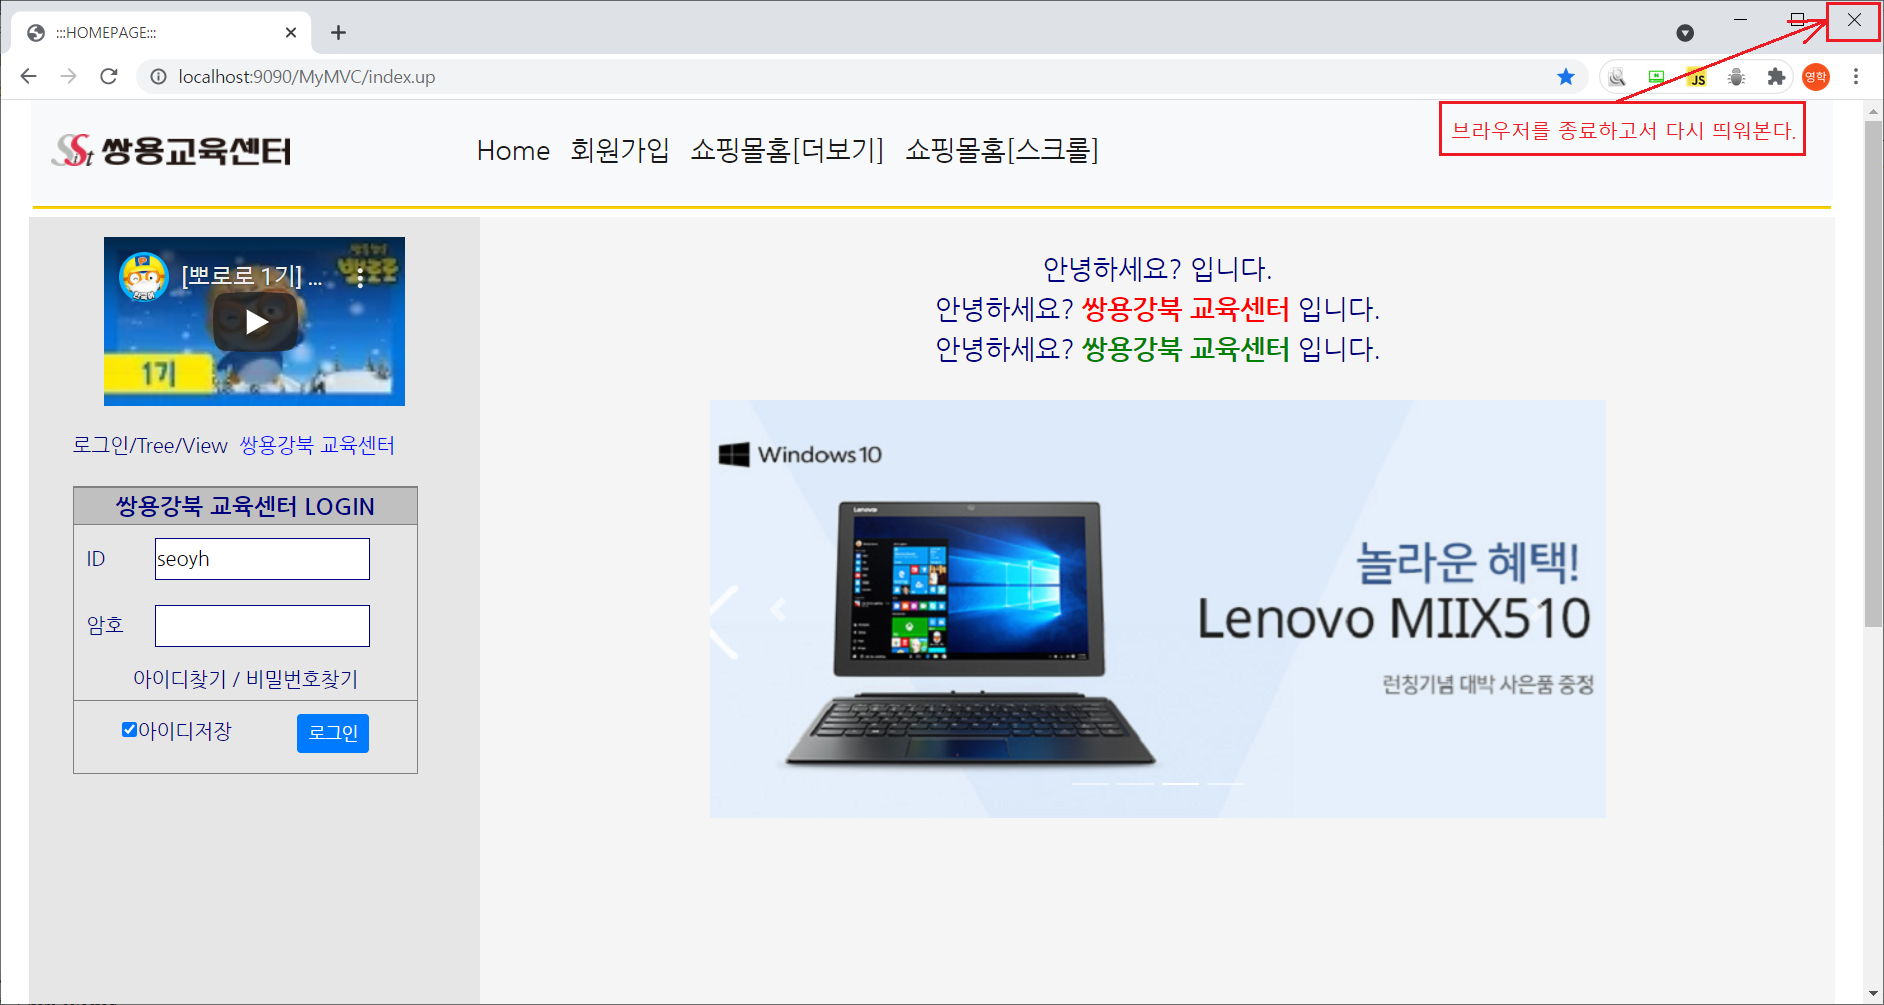 :::HOMEPAGE:::
localhost:9090/MyMVC/index.up
JS
영학
브라우저를 종료하고서 다시 띄워본다.
Sist 쌍용교육센터
Home 회원가입 쇼핑몰홈[더보기] 쇼핑몰홈[스크롤]
[뽀로로 1기] ...
한국어
1기
로그인/Tree/View 쌍용강북 교육센터
쌍용강북 교육센터 LOGIN
ID seoyh
암호
아이디찾기 / 비밀번호찾기
아이디저장 로그인
안녕하세요? 입니다.
안녕하세요? 쌍용강북 교육센터 입니다.
안녕하세요? 쌍용강북 교육센터 입니다.
Windows 10
Lenovo
놀라운 혜택!
Lenovo MIIX510
런칭기념 대박 사은품 증정